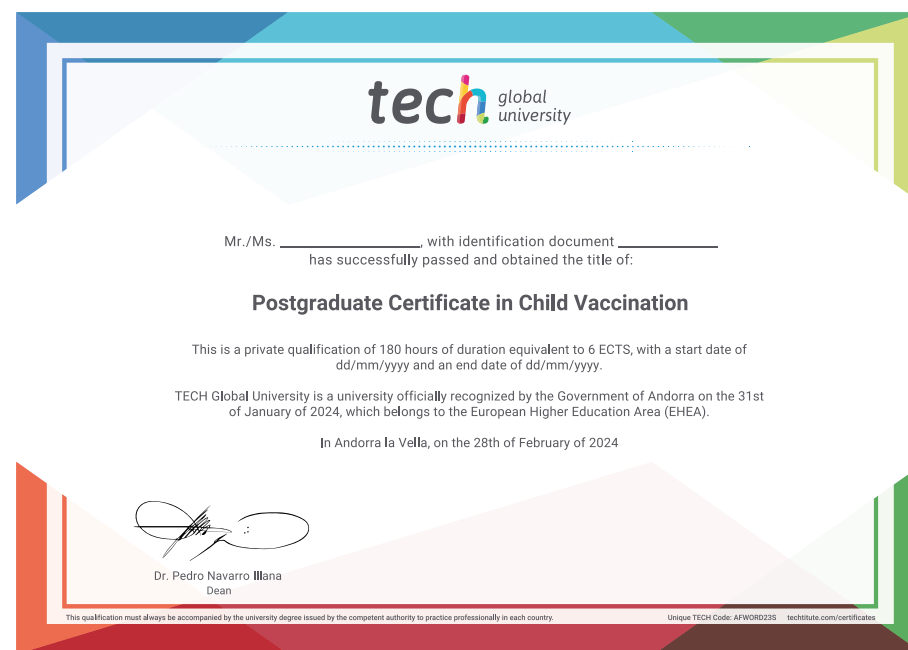 tech global university
Mr./Ms. ____________, with identification document ____________
has successfully passed and obtained the title of:
Postgraduate Certificate in Child Vaccination
This is a private qualification of 180 hours of duration equivalent to 6 ECTS, with a start date of
dd/mm/yyyy and an end date of dd/mm/yyyy.
TECH Global University is a university officially recognized by the Government of Andorra on the 31st
of January of 2024, which belongs to the European Higher Education Area (EHEA).
In Andorra la Vella, on the 28th of February of 2024
Dr. Pedro Navarro Illana
Dean
This qualification must always be accompanied by the university degree issued by the competent authority to practice professionally in each country. Unique TECH Code: AFWORD23S techtitute.com/certificates